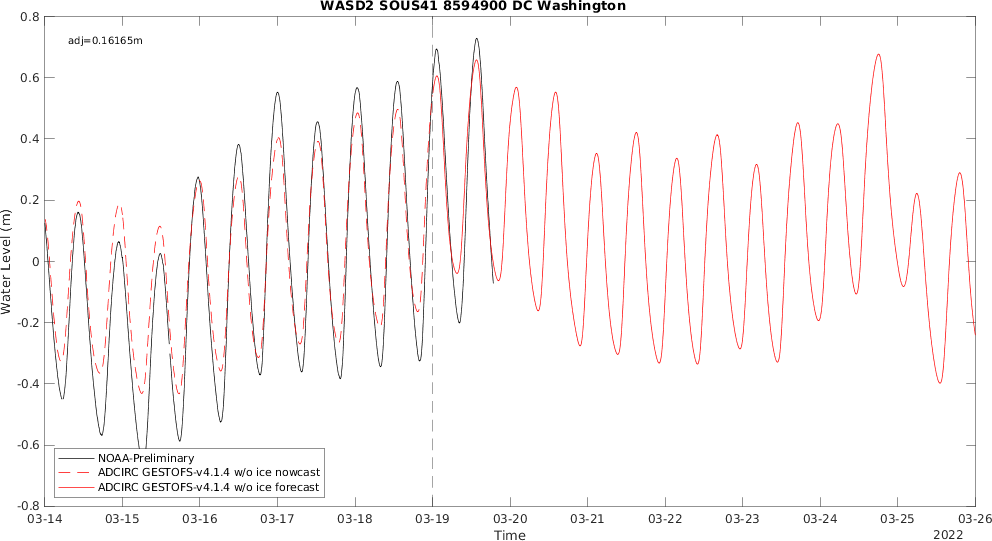 WASD2 SOUS41 8594900 DC Washington
adj=0.16165m
0.8
0.6
0.4
0.2
0
-0.2
-0.4
-0.6
-0.8
Water Level (m)
NOAA-Preliminary
ADCIRC GESTOFS-v4.1.4 w/o ice nowcast
ADCIRC GESTOFS-v4.1.4 w/o ice forecast
03-14 03-15 03-16 03-17 03-18 03-19 03-20 03-21 03-22 03-23 03-24 03-25 03-26
Time
2022